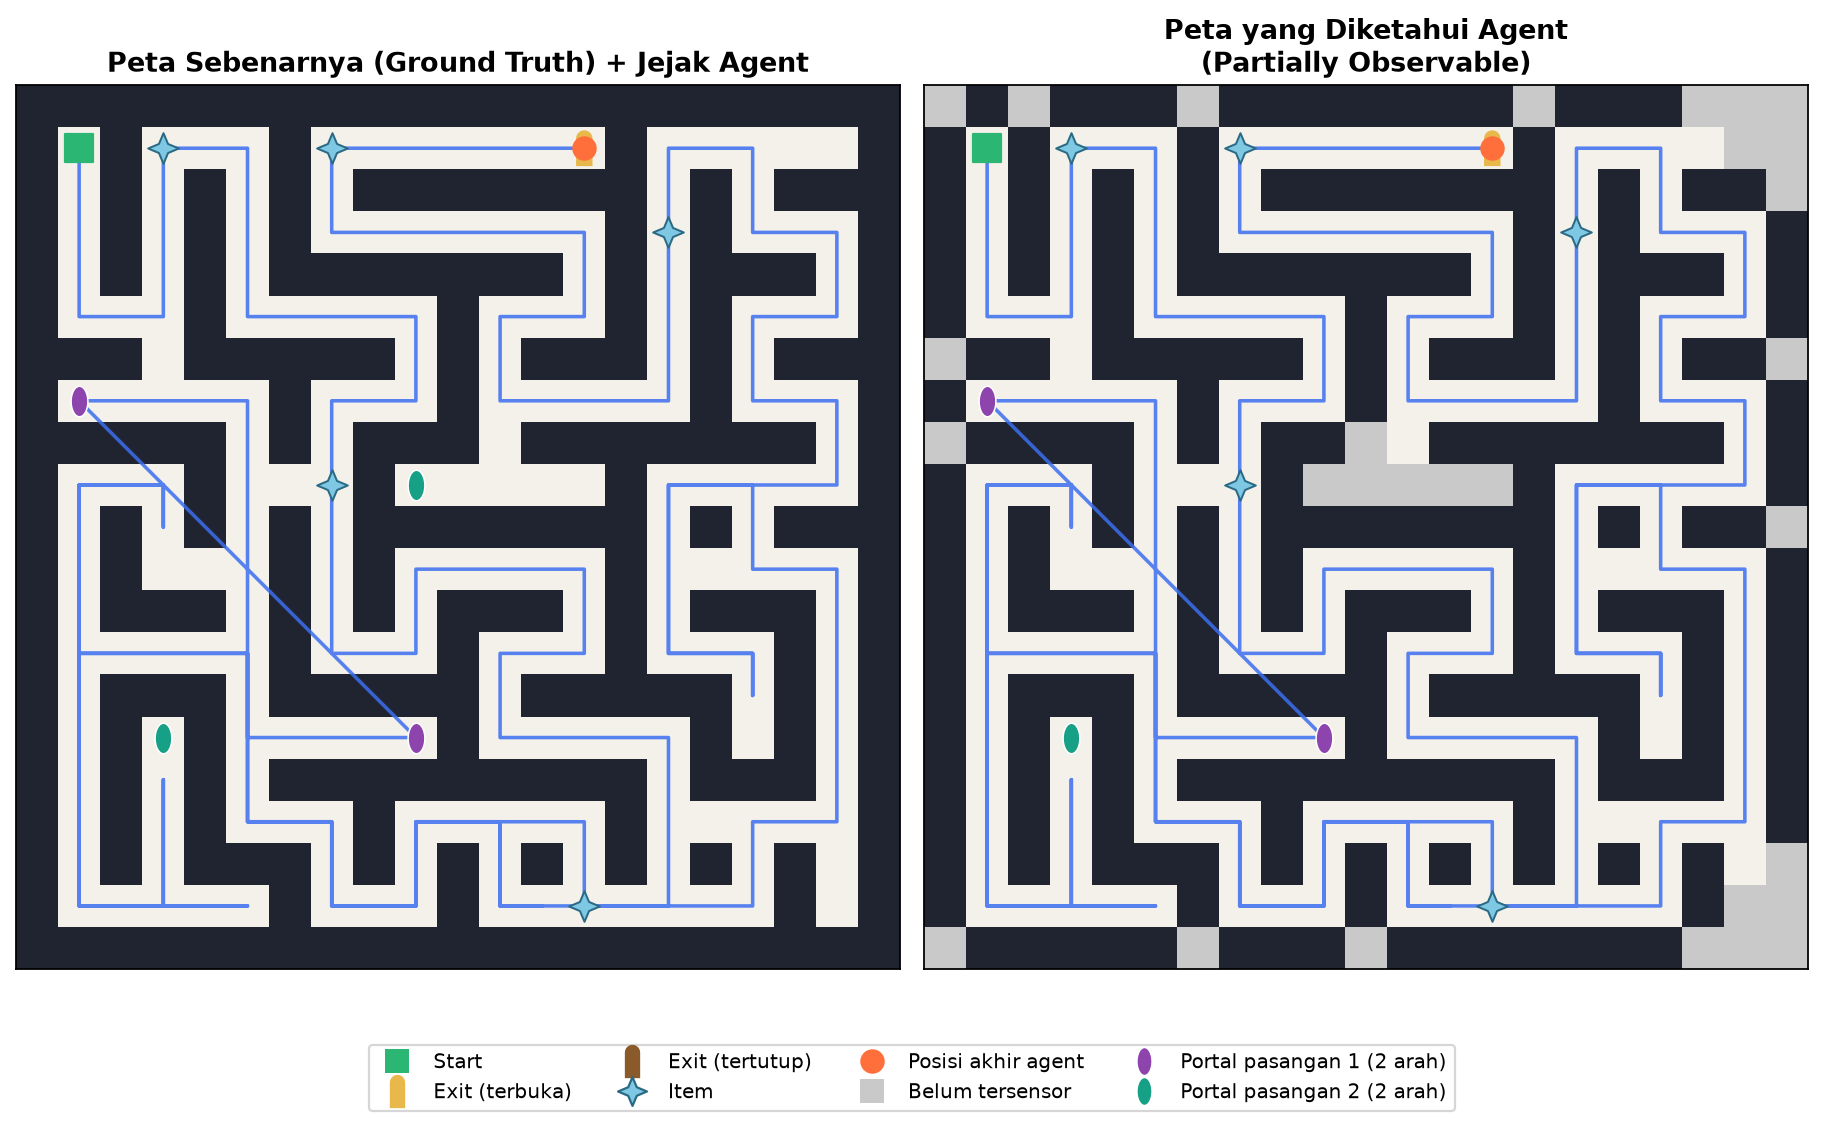 Peta Sebenarnya (Ground Truth) + Jejak Agent
Peta yang Diketahui Agent
(Partially Observable)
Start
Exit (terbuka)
Exit (tertutup)
Item
Posisi akhir agent
Belum tersensor
Portal pasangan 1 (2 arah)
Portal pasangan 2 (2 arah)